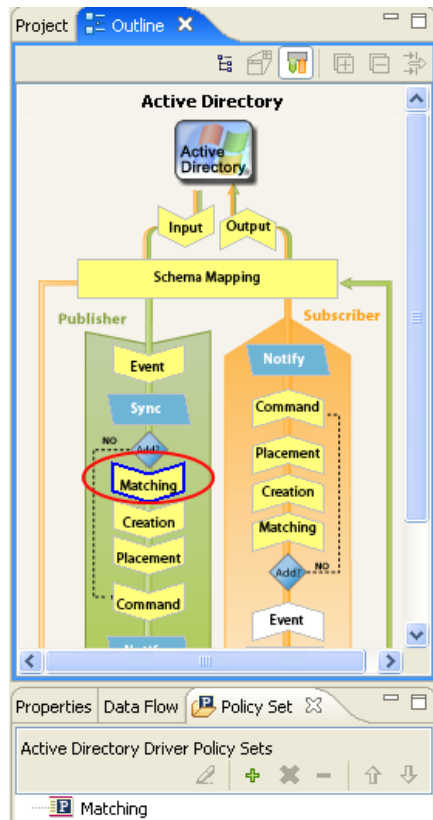 Project Outline
Active Directory
Active Directory
Input Output
Schema Mapping
Publisher Subscriber
Event Notify
Sync Command
NO Add? Placement
Matching Creation
Creation Matching
Placement Add? NO
Command Event
Notify
Properties Data Flow Policy Set
Active Directory Driver Policy Sets
Matching